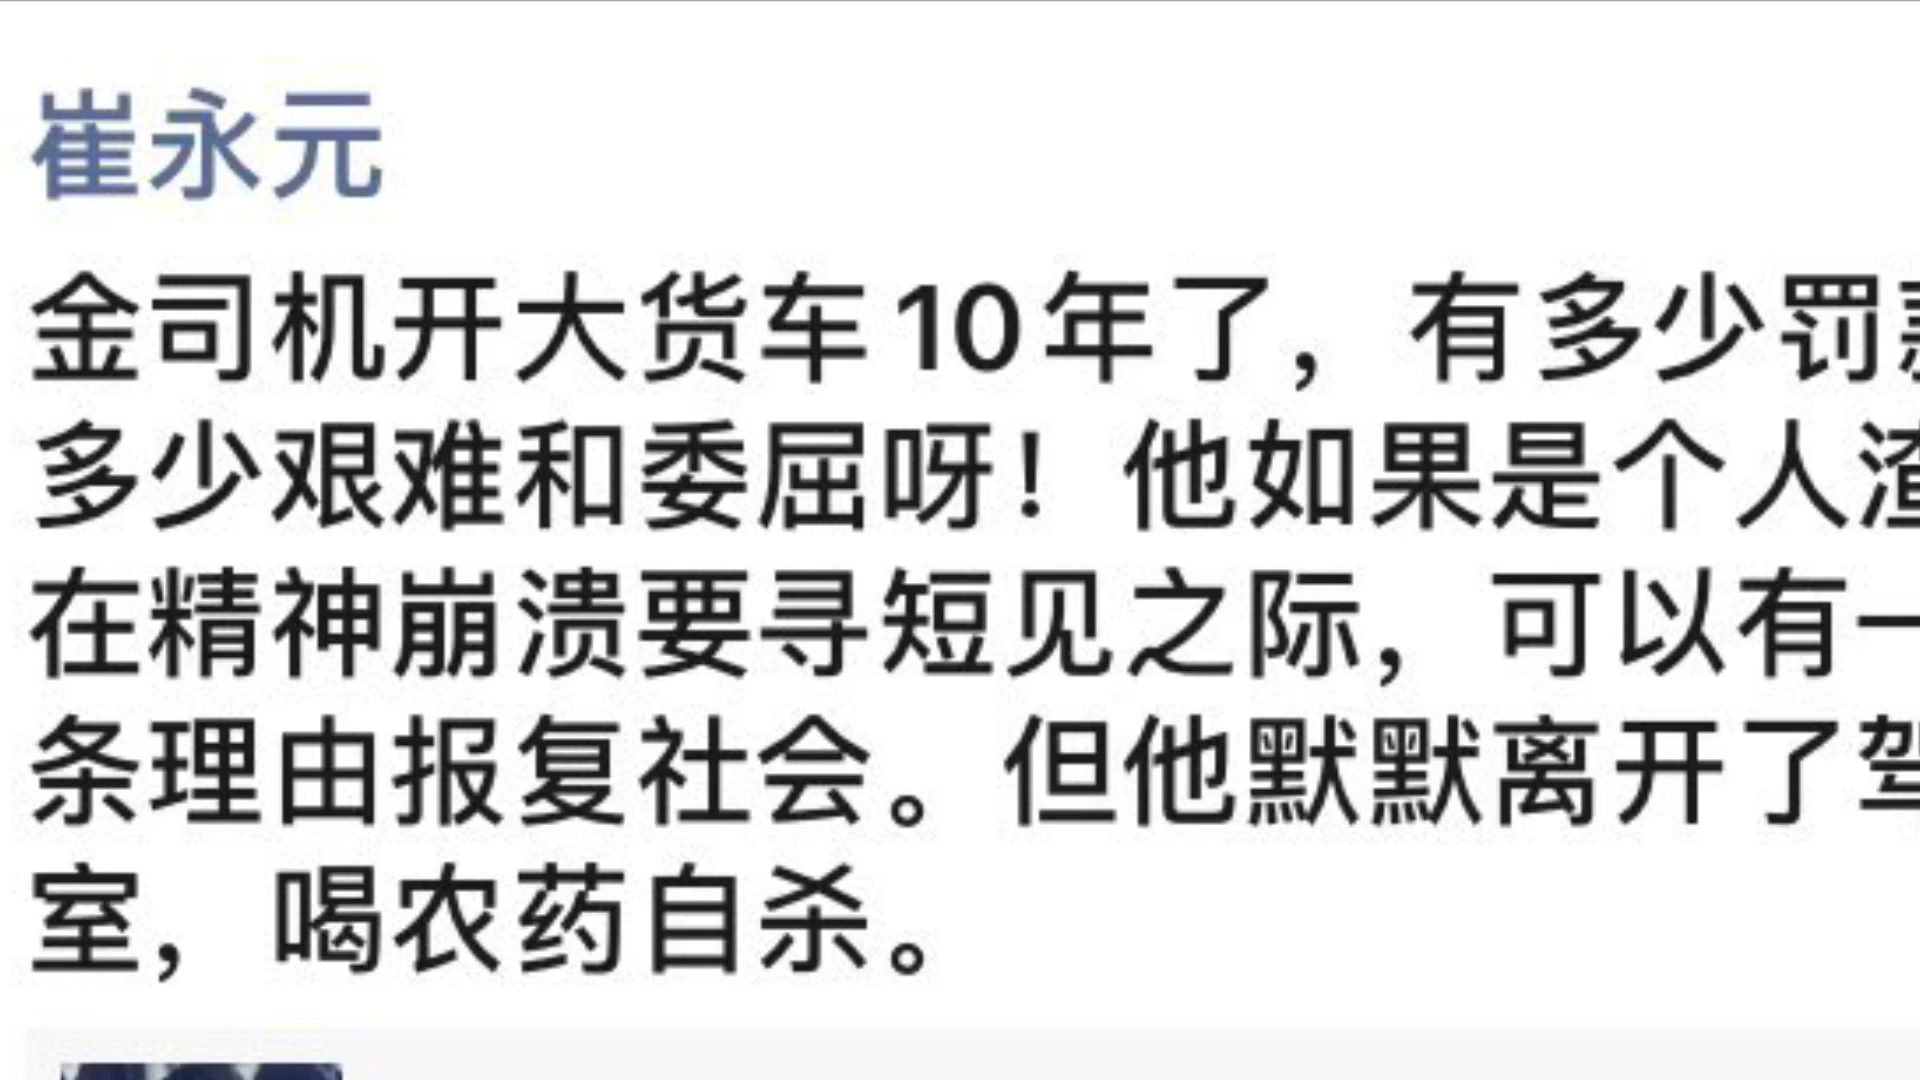 崔永元
金司机开大货车10年了，有多少罚
多少艰难和委屈呀！他如果是个人渣
在精神崩溃要寻短见之际，可以有一
条理由报复社会。但他默默离开了驾
室，喝农药自杀。